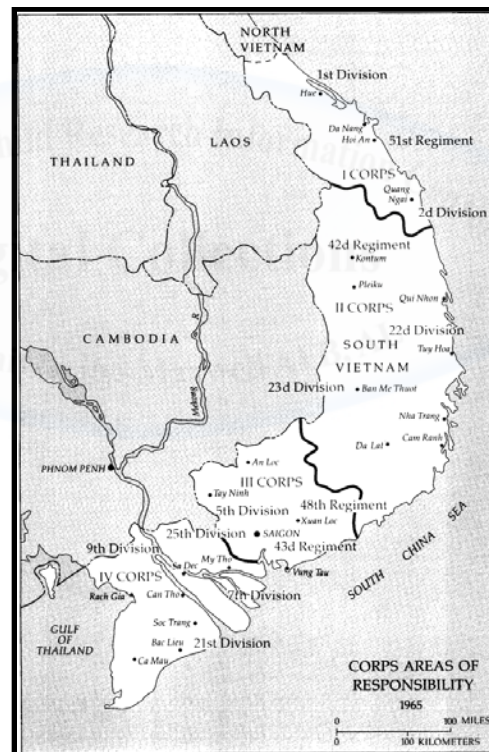 NORTH
VIETNAM
1st Division
Hue
LAOS
Da Nang
Hoi An
51st Regiment
THAILAND
I CORPS
Quang
Ngai
2d Division
42d Regiment
Kontum
Pleiku
II CORPS
Qui Nhon
22d Division
CAMBODIA
Mekong
R
SOUTH
VIETNAM
Tuy Hoa
23d Division
Ban Me Thuot
Nha Trang
Da Lat
Cam Ranh
PHNOM PENH
An Loc
III CORPS
Tay Ninh
5th Division
48th Regiment
Xuan Loc
25th Division
SAIGON
43d Regiment
9th Division
My Tho
Vung Tau
Sa Dec
IV CORPS
7th Division
Rach Gia
Can Tho
SOUTH CHINA SEA
Soc Trang
GULF
OF
THAILAND
Bac Lieu
21st Division
Ca Mau
CORPS AREAS OF
RESPONSIBILITY
1965
0 100 MILES
0 100 KILOMETERS